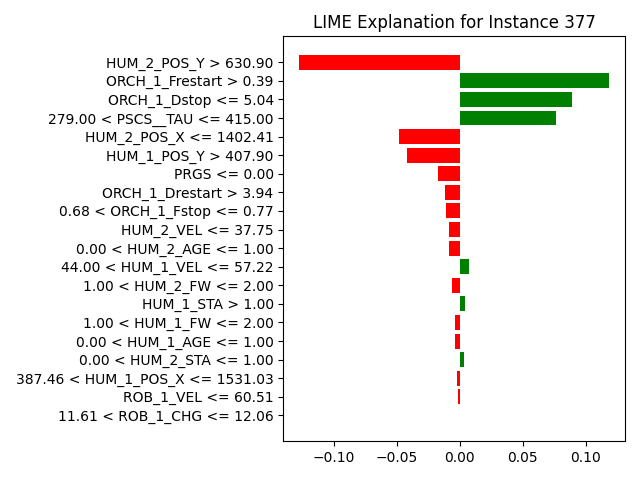 LIME Explanation for Instance 377
HUM_2_POS_Y > 630.90
ORCH_1_Frestart > 0.39
ORCH_1_Dstop <= 5.04
279.00 < PSCS__TAU <= 415.00
HUM_2_POS_X <= 1402.41
HUM_1_POS_Y > 407.90
PRGS <= 0.00
ORCH_1_Drestart > 3.94
0.68 < ORCH_1_Fstop <= 0.77
HUM_2_VEL <= 37.75
0.00 < HUM_2_AGE <= 1.00
44.00 < HUM_1_VEL <= 57.22
1.00 < HUM_2_FW <= 2.00
HUM_1_STA > 1.00
1.00 < HUM_1_FW <= 2.00
0.00 < HUM_1_AGE <= 1.00
0.00 < HUM_2_STA <= 1.00
387.46 < HUM_1_POS_X <= 1531.03
ROB_1_VEL <= 60.51
11.61 < ROB_1_CHG <= 12.06
−0.10 −0.05 0.00 0.05 0.10